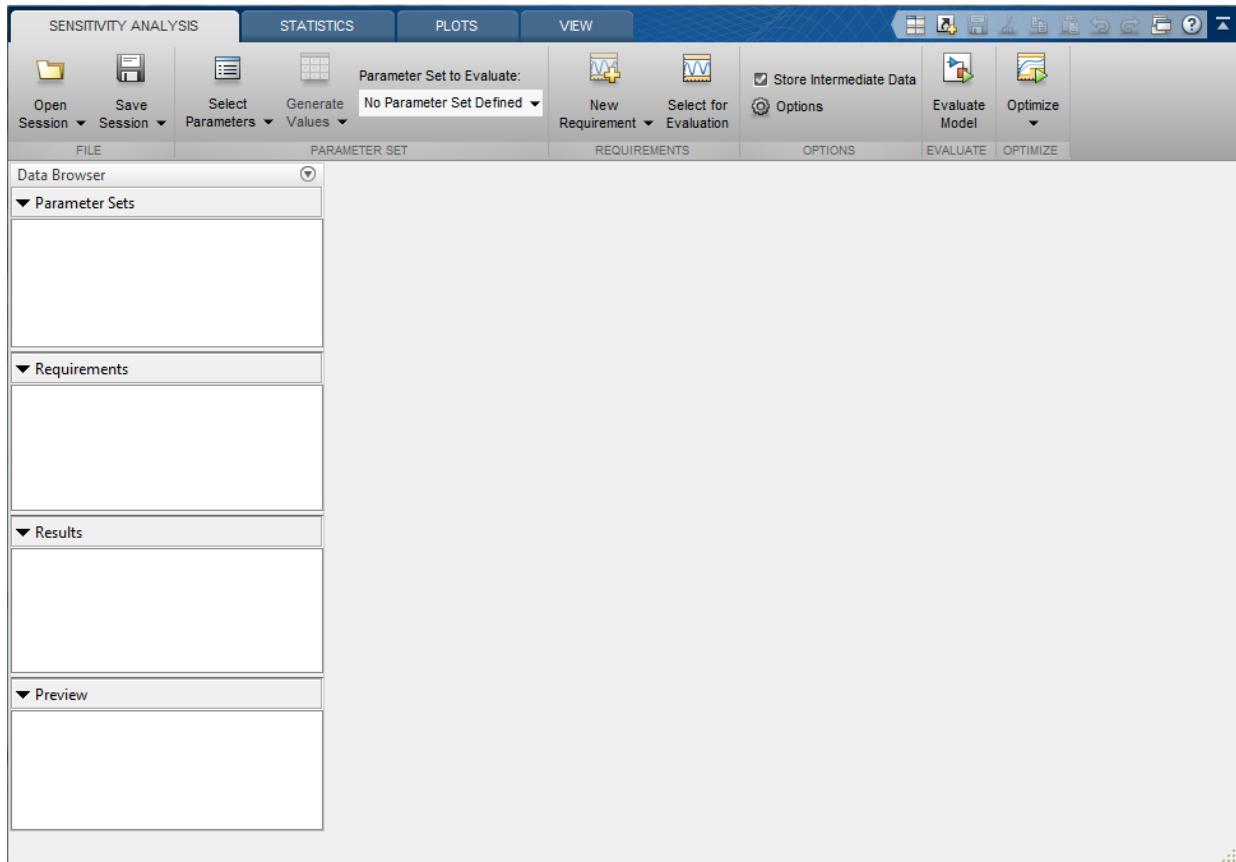 SENSITIVITY ANALYSIS
STATISTICS
PLOTS
VIEW
Open
Session
Save
Session
Select
Parameters
Generate
Values
Parameter Set to Evaluate:
No Parameter Set Defined
New
Requirement
Select for
Evaluation
Store Intermediate Data
Options
Evaluate
Model
Optimize
FILE
PARAMETER SET
REQUIREMENTS
OPTIONS
EVALUATE
OPTIMIZE
Data Browser
Parameter Sets
Requirements
Results
Preview